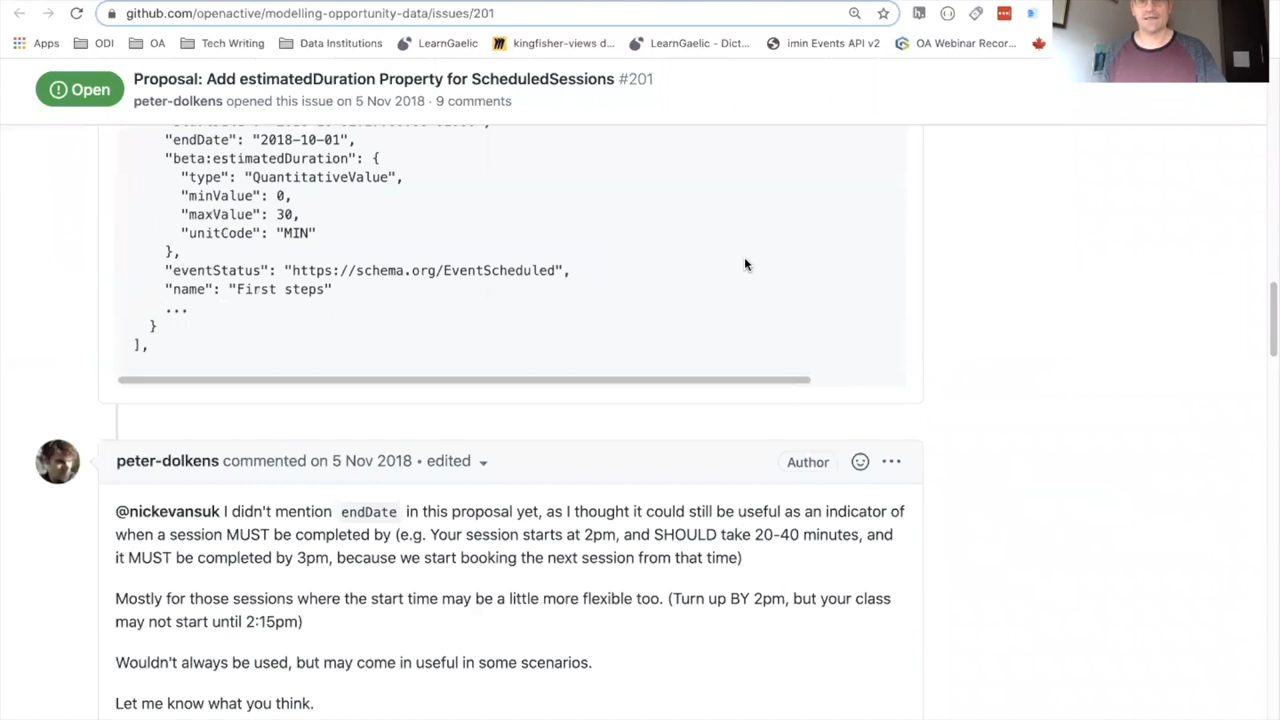 github.com/openactive/modelling-opportunity-data/issues/201
Apps ODI OA Tech Writing Data Institutions LearnGaelic kingfisher-views d... LearnGaelic - Dict... imin Events API v2 OA Webinar Recor...
Open
Proposal: Add estimatedDuration Property for ScheduledSessions #201
peter-dolkens opened this issue on 5 Nov 2018 · 9 comments
"endDate": "2018-10-01",
"beta:estimatedDuration": {
"type": "QuantitativeValue",
"minValue": 0,
"maxValue": 30,
"unitCode": "MIN"
},
"eventStatus": "https://schema.org/EventScheduled",
"name": "First steps"
...
}
],
peter-dolkens commented on 5 Nov 2018 • edited
Author
@nickevansuk I didn't mention endDate in this proposal yet, as I thought it could still be useful as an indicator of
when a session MUST be completed by (e.g. Your session starts at 2pm, and SHOULD take 20-40 minutes, and
it MUST be completed by 3pm, because we start booking the next session from that time)
Mostly for those sessions where the start time may be a little more flexible too. (Turn up BY 2pm, but your class
may not start until 2:15pm)
Wouldn't always be used, but may come in useful in some scenarios.
Let me know what you think.